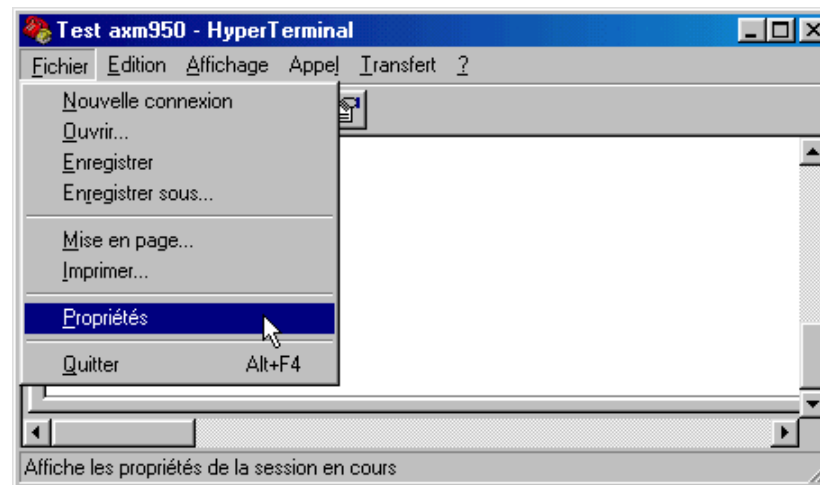 Test axm950 - HyperTerminal
Fichier Edition Affichage Appel Transfert ?
Nouvelle connexion
Ouvrir...
Enregistrer
Enregistrer sous...
Mise en page...
Imprimer...
Propriétés
Quitter Alt+F4
Affiche les propriétés de la session en cours